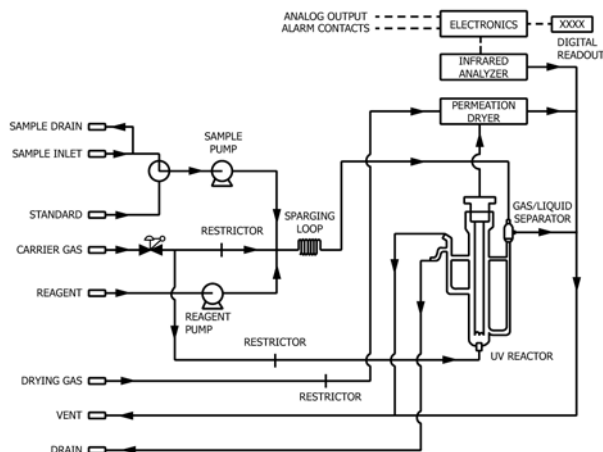 ANALOG OUTPUT
ALARM CONTACTS
ELECTRONICS
XXXX
DIGITAL
READOUT
INFRARED
ANALYZER
PERMEATION
DRYER
SAMPLE DRAIN
SAMPLE INLET
SAMPLE
PUMP
STANDARD
SPARGING
LOOP
GAS/LIQUID
SEPARATOR
RESTRICTOR
CARRIER GAS
REAGENT
REAGENT
PUMP
RESTRICTOR
UV REACTOR
DRYING GAS
RESTRICTOR
VENT
DRAIN